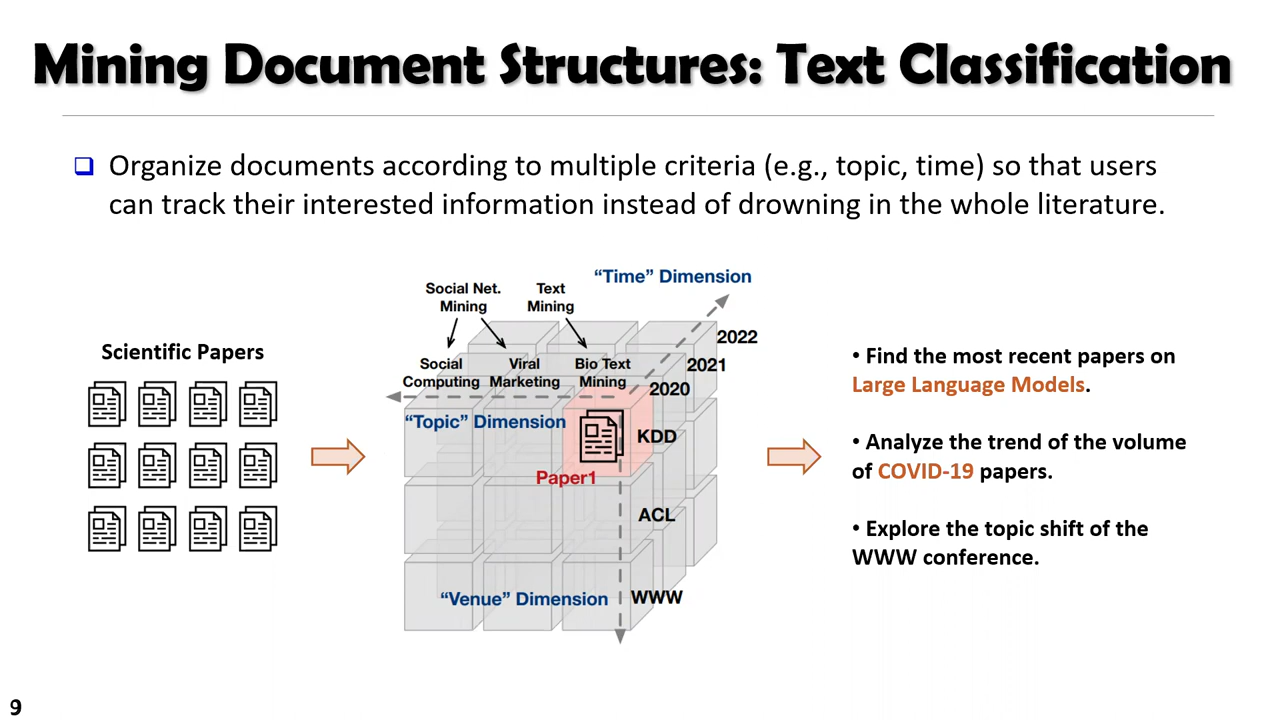 Mining Document Structures: Text Classification
Organize documents according to multiple criteria (e.g., topic, time) so that users
can track their interested information instead of drowning in the whole literature.
Scientific Papers
“Time” Dimension
Social Net.
Mining
Text
Mining
2022
2021
2020
Social
Computing
Viral
Marketing
Bio Text
Mining
“Topic” Dimension
KDD
Paper1
ACL
“Venue” Dimension
WWW
• Find the most recent papers on
Large Language Models.
• Analyze the trend of the volume
of COVID-19 papers.
• Explore the topic shift of the
WWW conference.
9